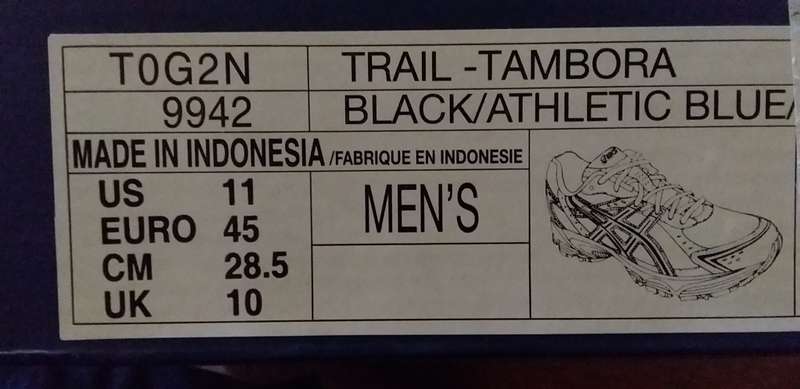 T0G2N TRAIL -TAMBORA
9942 BLACK/ATHLETIC BLUE/
MADE IN INDONESIA /FABRIQUE EN INDONESIE
US 11
EURO 45
CM 28.5
UK 10
MEN'S
asics